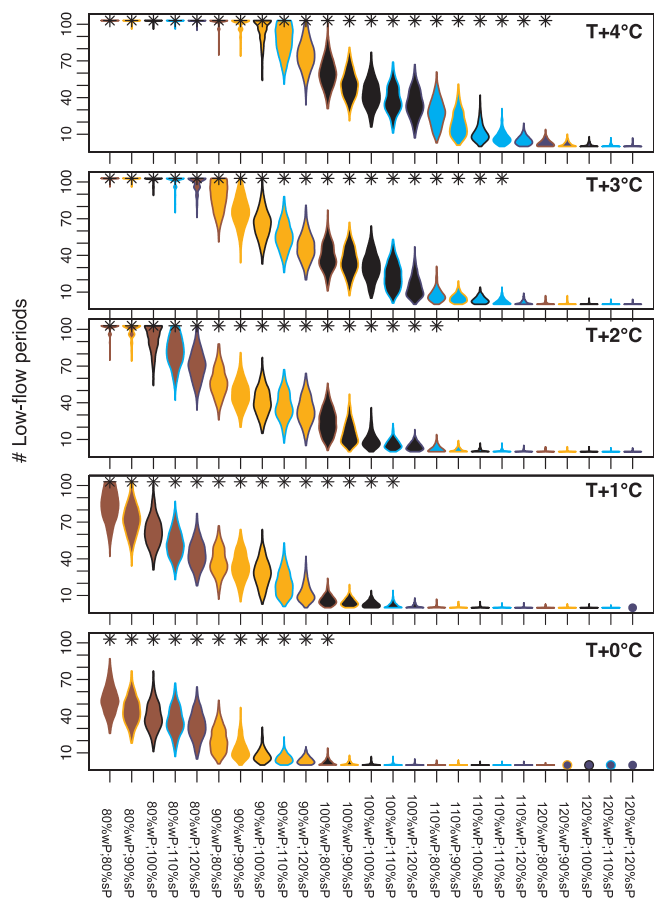 # Low-flow periods
T+4°C
100
70
40
10
T+3°C
100
70
40
10
T+2°C
100
70
40
10
T+1°C
100
70
40
10
T+0°C
100
70
40
10
80%wP;80%sP
80%wP;90%sP
80%wP;100%sP
80%wP;110%sP
80%wP;120%sP
90%wP;80%sP
90%wP;90%sP
90%wP;100%sP
90%wP;110%sP
90%wP;120%sP
100%wP;80%sP
100%wP;90%sP
100%wP;100%sP
100%wP;110%sP
100%wP;120%sP
110%wP;80%sP
110%wP;90%sP
110%wP;100%sP
110%wP;110%sP
110%wP;120%sP
120%wP;80%sP
120%wP;90%sP
120%wP;100%sP
120%wP;110%sP
120%wP;120%sP